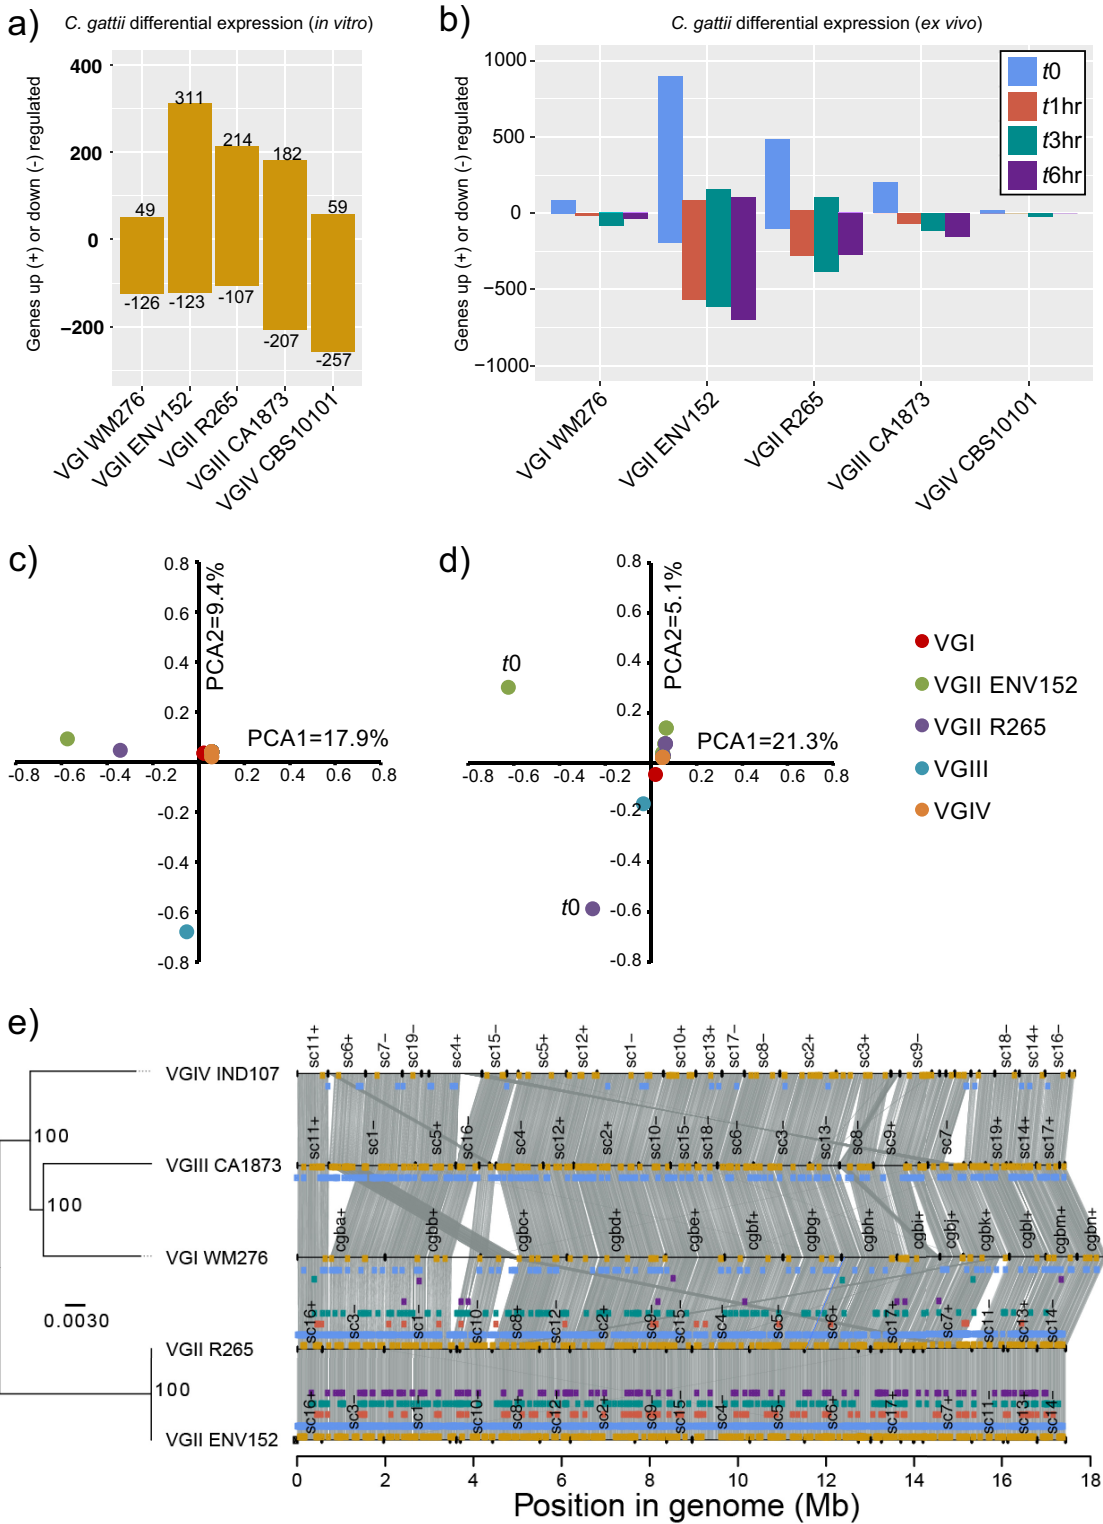 a)
C. gattii differential expression (in vitro)
Genes up (+) or down (-) regulated
400
200
0
−200
49
311
214
182
59
-126
-123
-107
-207
-257
VGI WM276
VGII ENV152
VGII R265
VGIII CA1873
VGIV CBS10101
b)
C. gattii differential expression (ex vivo)
Genes up (+) or down (-) regulated
1000
500
0
−500
−1000
t0
t1hr
t3hr
t6hr
VGI WM276
VGII ENV152
VGII R265
VGIII CA1873
VGIV CBS10101
c)
PCA2=9.4%
PCA1=17.9%
0.8
0.6
0.4
0.2
-0.2
-0.4
-0.6
-0.8
-0.8 -0.6 -0.4 -0.2 0 0.2 0.4 0.6 0.8
d)
PCA2=5.1%
PCA1=21.3%
0.8
0.6
0.4
0.2
-0.2
-0.4
-0.6
-0.8
-0.8 -0.6 -0.4 -0.2 0 0.2 0.4 0.6 0.8
t0
t0
VGI
VGII ENV152
VGII R265
VGIII
VGIV
e)
sc11+ sc6+ sc7− sc19− sc4+ sc15− sc5+ sc12+ sc1− sc10+ sc13+ sc17− sc8− sc2+ sc3+ sc9− sc18− sc14+ sc16−
VGIV IND107
100
sc11+ sc1− sc5+ sc16− sc4− sc12+ sc2+ sc10− sc15− sc18− sc6− sc3− sc13− sc8− sc9+ sc7− sc19+ sc14+ sc17+
VGIII CA1873
100
cgba+ cgbb+ cgbc+ cgbd+ cgbe+ cgbf+ cgbg+ cgbh+ cgbi+ cgbj+ cgbk+ cgbl+ cgbm+ cgbn+
VGI WM276
0.0030
sc16+ sc3− sc1− sc10− sc8+ sc12− sc2+ sc9− sc15− sc4− sc5− sc6+ sc17+ sc7+ sc11− sc13+ sc14−
VGII R265
100
sc16+ sc3− sc1− sc10− sc8+ sc12− sc2+ sc9− sc15− sc4− sc5− sc6+ sc17+ sc7+ sc11− sc13+ sc14−
VGII ENV152
0 2 4 6 8 10 12 14 16 18
Position in genome (Mb)